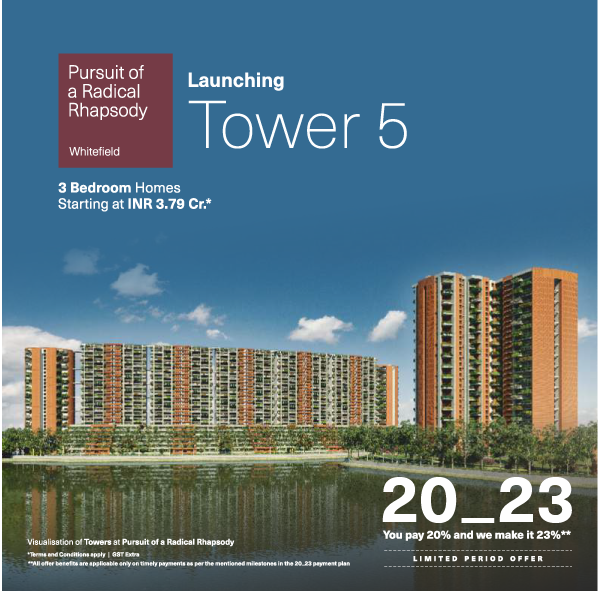 Pursuit of
a Radical
Rhapsody
Whitefield
Launching
Tower 5
3 Bedroom Homes
Starting at INR 3.79 Cr.*
20_23
You pay 20% and we make it 23%**
LIMITED PERIOD OFFER
Visualisation of Towers at Pursuit of a Radical Rhapsody
*Terms and Conditions apply | GST Extra
**All offer benefits are applicable only on timely payments as per the mentioned milestones in the 20_23 payment plan